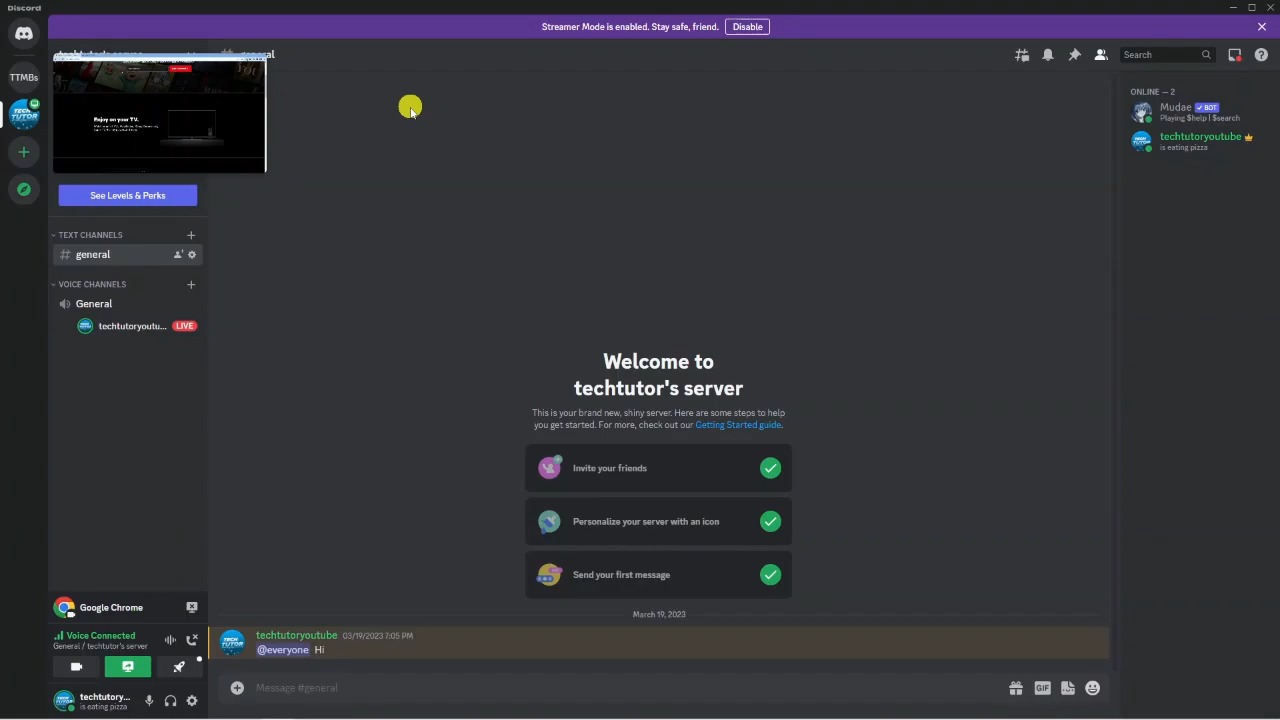 Discord
Streamer Mode is enabled. Stay safe, friend.
Disable
general
Search
TTMBs
TECH
TUTOR
Enjoy on your TV.
See Levels & Perks
TEXT CHANNELS
general
VOICE CHANNELS
General
techtutoryoutu...
LIVE
ONLINE — 2
Mudae
BOT
Playing $help | $search
techtutoryoutube
is eating pizza
Welcome to
techtutor's server
This is your brand new, shiny server. Here are some steps to help
you get started. For more, check out our Getting Started guide.
Invite your friends
Personalize your server with an icon
Send your first message
March 19, 2023
techtutoryoutube 03/19/2023 7:05 PM
@everyone Hi
Google Chrome
Voice Connected
General / techtutor's server
techtutory...
is eating pizza
Message #general
GIF